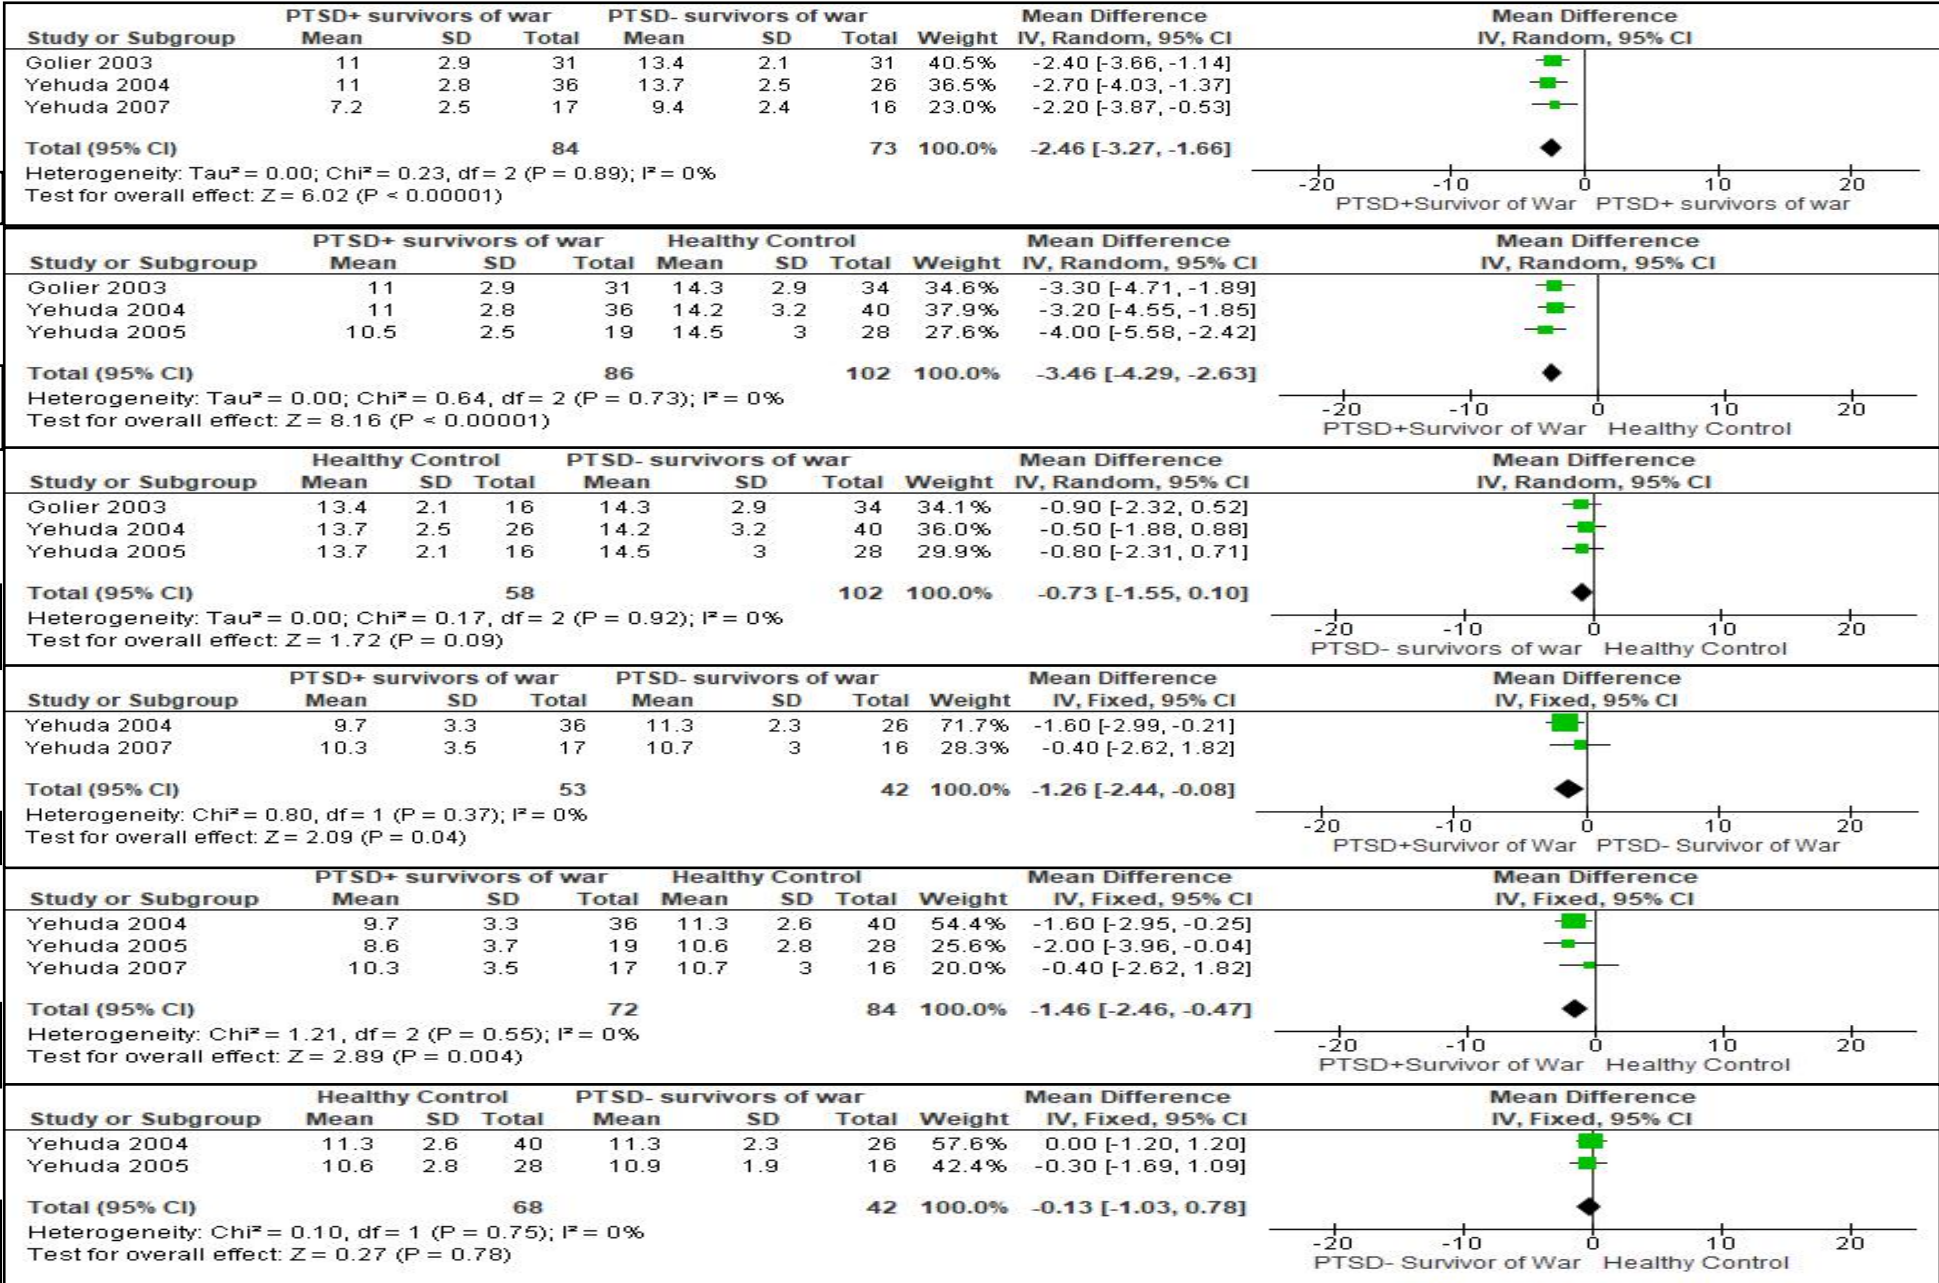 PTSD+ survivors of war PTSD- survivors of war Mean Difference Mean Difference
Study or Subgroup Mean SD Total Mean SD Total Weight IV, Random, 95% CI IV, Random, 95% CI
Golier 2003 11 2.9 31 13.4 2.1 31 40.5% -2.40 [-3.66, -1.14]
Yehuda 2004 11 2.8 36 13.7 2.5 26 36.5% -2.70 [-4.03, -1.37]
Yehuda 2007 7.2 2.5 17 9.4 2.4 16 23.0% -2.20 [-3.87, -0.53]
Total (95% CI) 84 73 100.0% -2.46 [-3.27, -1.66]
Heterogeneity: Tau² = 0.00; Chi² = 0.23, df = 2 (P = 0.89); I² = 0%
Test for overall effect: Z = 6.02 (P < 0.00001)
-20 -10 0 10 20
PTSD+Survivor of War PTSD+ survivors of war
PTSD+ survivors of war Healthy Control Mean Difference Mean Difference
Study or Subgroup Mean SD Total Mean SD Total Weight IV, Random, 95% CI IV, Random, 95% CI
Golier 2003 11 2.9 31 14.3 2.9 34 34.6% -3.30 [-4.71, -1.89]
Yehuda 2004 11 2.8 36 14.2 3.2 40 37.9% -3.20 [-4.55, -1.85]
Yehuda 2005 10.5 2.5 19 14.5 3 28 27.6% -4.00 [-5.58, -2.42]
Total (95% CI) 86 102 100.0% -3.46 [-4.29, -2.63]
Heterogeneity: Tau² = 0.00; Chi² = 0.64, df = 2 (P = 0.73); I² = 0%
Test for overall effect: Z = 8.16 (P < 0.00001)
-20 -10 0 10 20
PTSD+Survivor of War Healthy Control
Healthy Control PTSD- survivors of war Mean Difference Mean Difference
Study or Subgroup Mean SD Total Mean SD Total Weight IV, Random, 95% CI IV, Random, 95% CI
Golier 2003 13.4 2.1 16 14.3 2.9 34 34.1% -0.90 [-2.32, 0.52]
Yehuda 2004 13.7 2.5 26 14.2 3.2 40 36.0% -0.50 [-1.88, 0.88]
Yehuda 2005 13.7 2.1 16 14.5 3 28 29.9% -0.80 [-2.31, 0.71]
Total (95% CI) 58 102 100.0% -0.73 [-1.55, 0.10]
Heterogeneity: Tau² = 0.00; Chi² = 0.17, df = 2 (P = 0.92); I² = 0%
Test for overall effect: Z = 1.72 (P = 0.09)
-20 -10 0 10 20
PTSD- survivors of war Healthy Control
PTSD+ survivors of war PTSD- survivors of war Mean Difference Mean Difference
Study or Subgroup Mean SD Total Mean SD Total Weight IV, Fixed, 95% CI IV, Fixed, 95% CI
Yehuda 2004 9.7 3.3 36 11.3 2.3 26 71.7% -1.60 [-2.99, -0.21]
Yehuda 2007 10.3 3.5 17 10.7 3 16 28.3% -0.40 [-2.62, 1.82]
Total (95% CI) 53 42 100.0% -1.26 [-2.44, -0.08]
Heterogeneity: Chi² = 0.80, df = 1 (P = 0.37); I² = 0%
Test for overall effect: Z = 2.09 (P = 0.04)
-20 -10 0 10 20
PTSD+Survivor of War PTSD- Survivor of War
PTSD+ survivors of war Healthy Control Mean Difference Mean Difference
Study or Subgroup Mean SD Total Mean SD Total Weight IV, Fixed, 95% CI IV, Fixed, 95% CI
Yehuda 2004 9.7 3.3 36 11.3 2.6 40 54.4% -1.60 [-2.95, -0.25]
Yehuda 2005 8.6 3.7 19 10.6 2.8 28 25.6% -2.00 [-3.96, -0.04]
Yehuda 2007 10.3 3.5 17 10.7 3 16 20.0% -0.40 [-2.62, 1.82]
Total (95% CI) 72 84 100.0% -1.46 [-2.46, -0.47]
Heterogeneity: Chi² = 1.21, df = 2 (P = 0.55); I² = 0%
Test for overall effect: Z = 2.89 (P = 0.004)
-20 -10 0 10 20
PTSD+Survivor of War Healthy Control
Healthy Control PTSD- survivors of war Mean Difference Mean Difference
Study or Subgroup Mean SD Total Mean SD Total Weight IV, Fixed, 95% CI IV, Fixed, 95% CI
Yehuda 2004 11.3 2.6 40 11.3 2.3 26 57.6% 0.00 [-1.20, 1.20]
Yehuda 2005 10.6 2.8 28 10.9 1.9 16 42.4% -0.30 [-1.69, 1.09]
Total (95% CI) 68 42 100.0% -0.13 [-1.03, 0.78]
Heterogeneity: Chi² = 0.10, df = 1 (P = 0.75); I² = 0%
Test for overall effect: Z = 0.27 (P = 0.78)
-20 -10 0 10 20
PTSD- Survivor of War Healthy Control